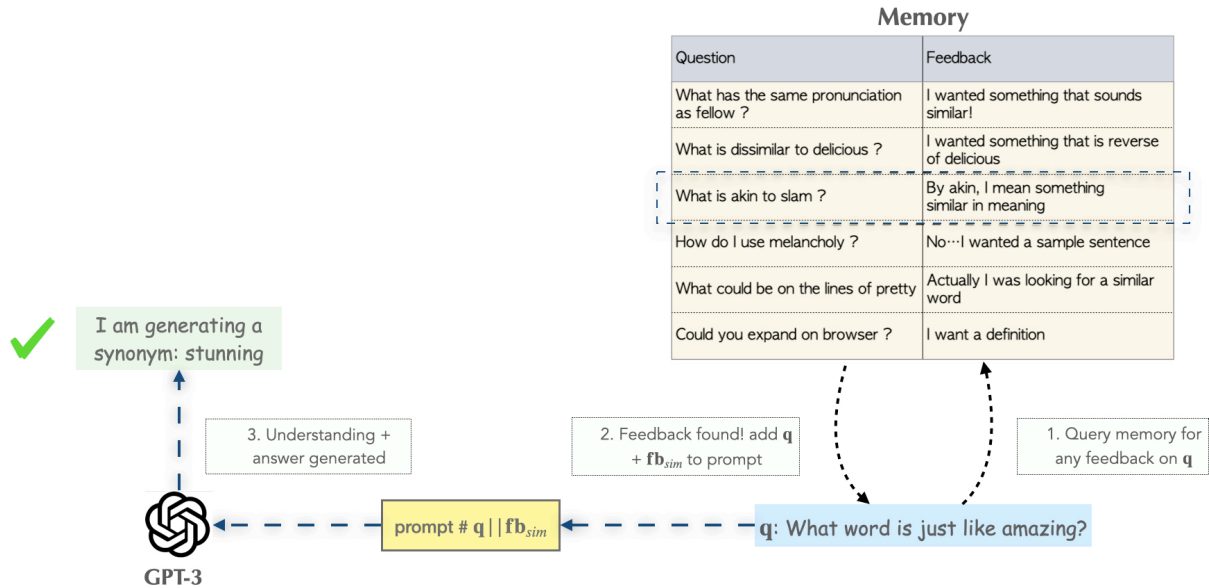 Memory
Question
Feedback
What has the same pronunciation
as fellow ?
I wanted something that sounds
similar!
What is dissimilar to delicious ?
I wanted something that is reverse
of delicious
What is akin to slam ?
By akin, I mean something
similar in meaning
How do I use melancholy ?
No⋯I wanted a sample sentence
What could be on the lines of pretty
Actually I was looking for a similar
word
Could you expand on browser ?
I want a definition
I am generating a
synonym: stunning
3. Understanding +
answer generated
2. Feedback found! add q
+ fb_sim to prompt
1. Query memory for
any feedback on q
prompt # q||fb_sim
q: What word is just like amazing?
GPT-3